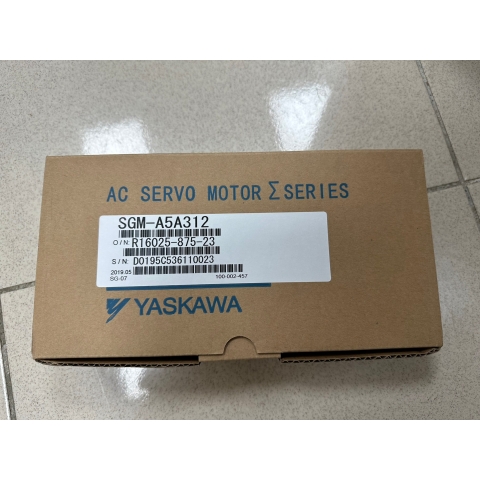 AC SERVO MOTOR Σ SERIES
SGM-A5A312
O/N R16025-875-23
S/N: D0195C536110023
2019.05
SG-07 100-002-457
YASKAWA